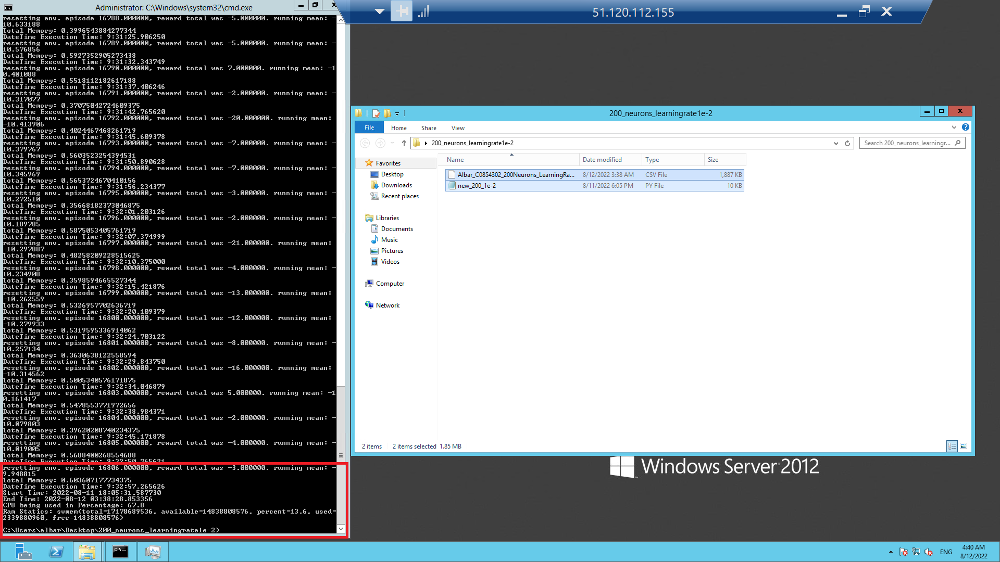 Administrator: C:\Windows\system32\cmd.exe
resetting env. episode 16788.000000, reward total was -5.000000. running mean: -
10.633188
Total Memory: 0.3996543884277344
DateTime Execution Time: 9:31:25.906250
resetting env. episode 16789.000000, reward total was -5.000000. running mean: -
10.576856
Total Memory: 0.5927352905273438
DateTime Execution Time: 9:31:32.343749
resetting env. episode 16790.000000, reward total was 7.000000. running mean: -1
0.401088
Total Memory: 0.5518112182617188
DateTime Execution Time: 9:31:37.406246
resetting env. episode 16791.000000, reward total was -2.000000. running mean: -
10.317077
Total Memory: 0.37075042724609375
DateTime Execution Time: 9:31:42.765620
resetting env. episode 16792.000000, reward total was -20.000000. running mean:
-10.413906
Total Memory: 0.4024467468261719
DateTime Execution Time: 9:31:45.609378
resetting env. episode 16793.000000, reward total was -7.000000. running mean: -
10.379767
Total Memory: 0.5603523254394531
DateTime Execution Time: 9:31:50.890628
resetting env. episode 16794.000000, reward total was -7.000000. running mean: -
10.345969
Total Memory: 0.5653724670410156
DateTime Execution Time: 9:31:56.234377
resetting env. episode 16795.000000, reward total was -3.000000. running mean: -
10.272510
Total Memory: 0.35668182373046875
DateTime Execution Time: 9:32:01.203126
resetting env. episode 16796.000000, reward total was -2.000000. running mean: -
10.189785
Total Memory: 0.5875053405761719
DateTime Execution Time: 9:32:07.374999
resetting env. episode 16797.000000, reward total was -21.000000. running mean:
-10.297887
Total Memory: 0.48258209228515625
DateTime Execution Time: 9:32:10.375000
resetting env. episode 16798.000000, reward total was -4.000000. running mean: -
10.234908
Total Memory: 0.3598594665527344
DateTime Execution Time: 9:32:15.421876
resetting env. episode 16799.000000, reward total was -13.000000. running mean:
-10.262559
Total Memory: 0.5326957702636719
DateTime Execution Time: 9:32:20.109379
resetting env. episode 16800.000000, reward total was -12.000000. running mean:
-10.279933
Total Memory: 0.5319595336914062
DateTime Execution Time: 9:32:24.703122
resetting env. episode 16801.000000, reward total was -8.000000. running mean: -
10.257134
Total Memory: 0.3630638122558594
DateTime Execution Time: 9:32:29.843750
resetting env. episode 16802.000000, reward total was -16.000000. running mean:
-10.314562
Total Memory: 0.5005340576171875
DateTime Execution Time: 9:32:34.046879
resetting env. episode 16803.000000, reward total was 5.000000. running mean: -1
0.161417
Total Memory: 0.5478553771972656
DateTime Execution Time: 9:32:38.984371
resetting env. episode 16804.000000, reward total was -2.000000. running mean: -
10.079803
Total Memory: 0.39620208740234375
DateTime Execution Time: 9:32:45.171878
resetting env. episode 16805.000000, reward total was -4.000000. running mean: -
10.019005
Total Memory: 0.5688400268554688
DateTime Execution Time: 9:32:50.765621
resetting env. episode 16806.000000, reward total was -3.000000. running mean: -
9.948815
Total Memory: 0.603607177734375
DateTime Execution Time: 9:32:57.265626
Start Time: 2022-08-11 18:05:31.587730
End Time: 2022-08-12 03:38:28.853356
CPU being used in Percentage: 67.8
Ram Statics: svmem(total=17178689536, available=14838808576, percent=13.6, used=
2339880960, free=14838808576)
C:\Users\albar\Desktop\200_neurons_learningrate1e-2>
51.120.112.155
200_neurons_learningrate1e-2
File Home Share View
200_neurons_learningrate1e-2
Search 200_neurons_learningr...
Name Date modified Type Size
Albar_C0854302_200Neurons_LearningRa... 8/12/2022 3:38 AM CSV File 1,887 KB
new_200_1e-2 8/11/2022 6:05 PM PY File 10 KB
Favorites
Desktop
Downloads
Recent places
Libraries
Documents
Music
Pictures
Videos
Computer
Network
2 items 2 items selected 1.85 MB
Windows Server 2012
ENG
4:40 AM
8/12/2022